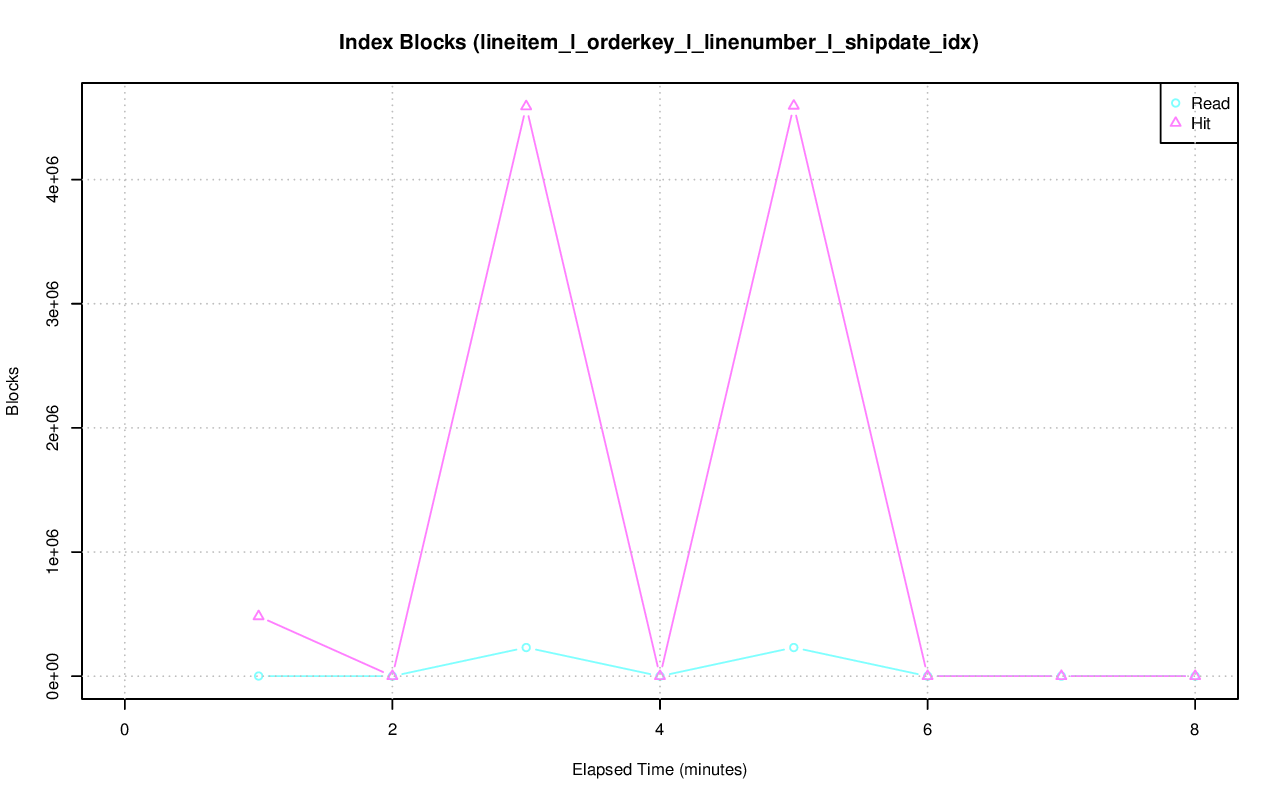 Index Blocks (lineitem_l_orderkey_l_linenumber_l_shipdate_idx)
Read
Hit
4e+06
3e+06
2e+06
1e+06
0e+00
Blocks
0 2 4 6 8
Elapsed Time (minutes)